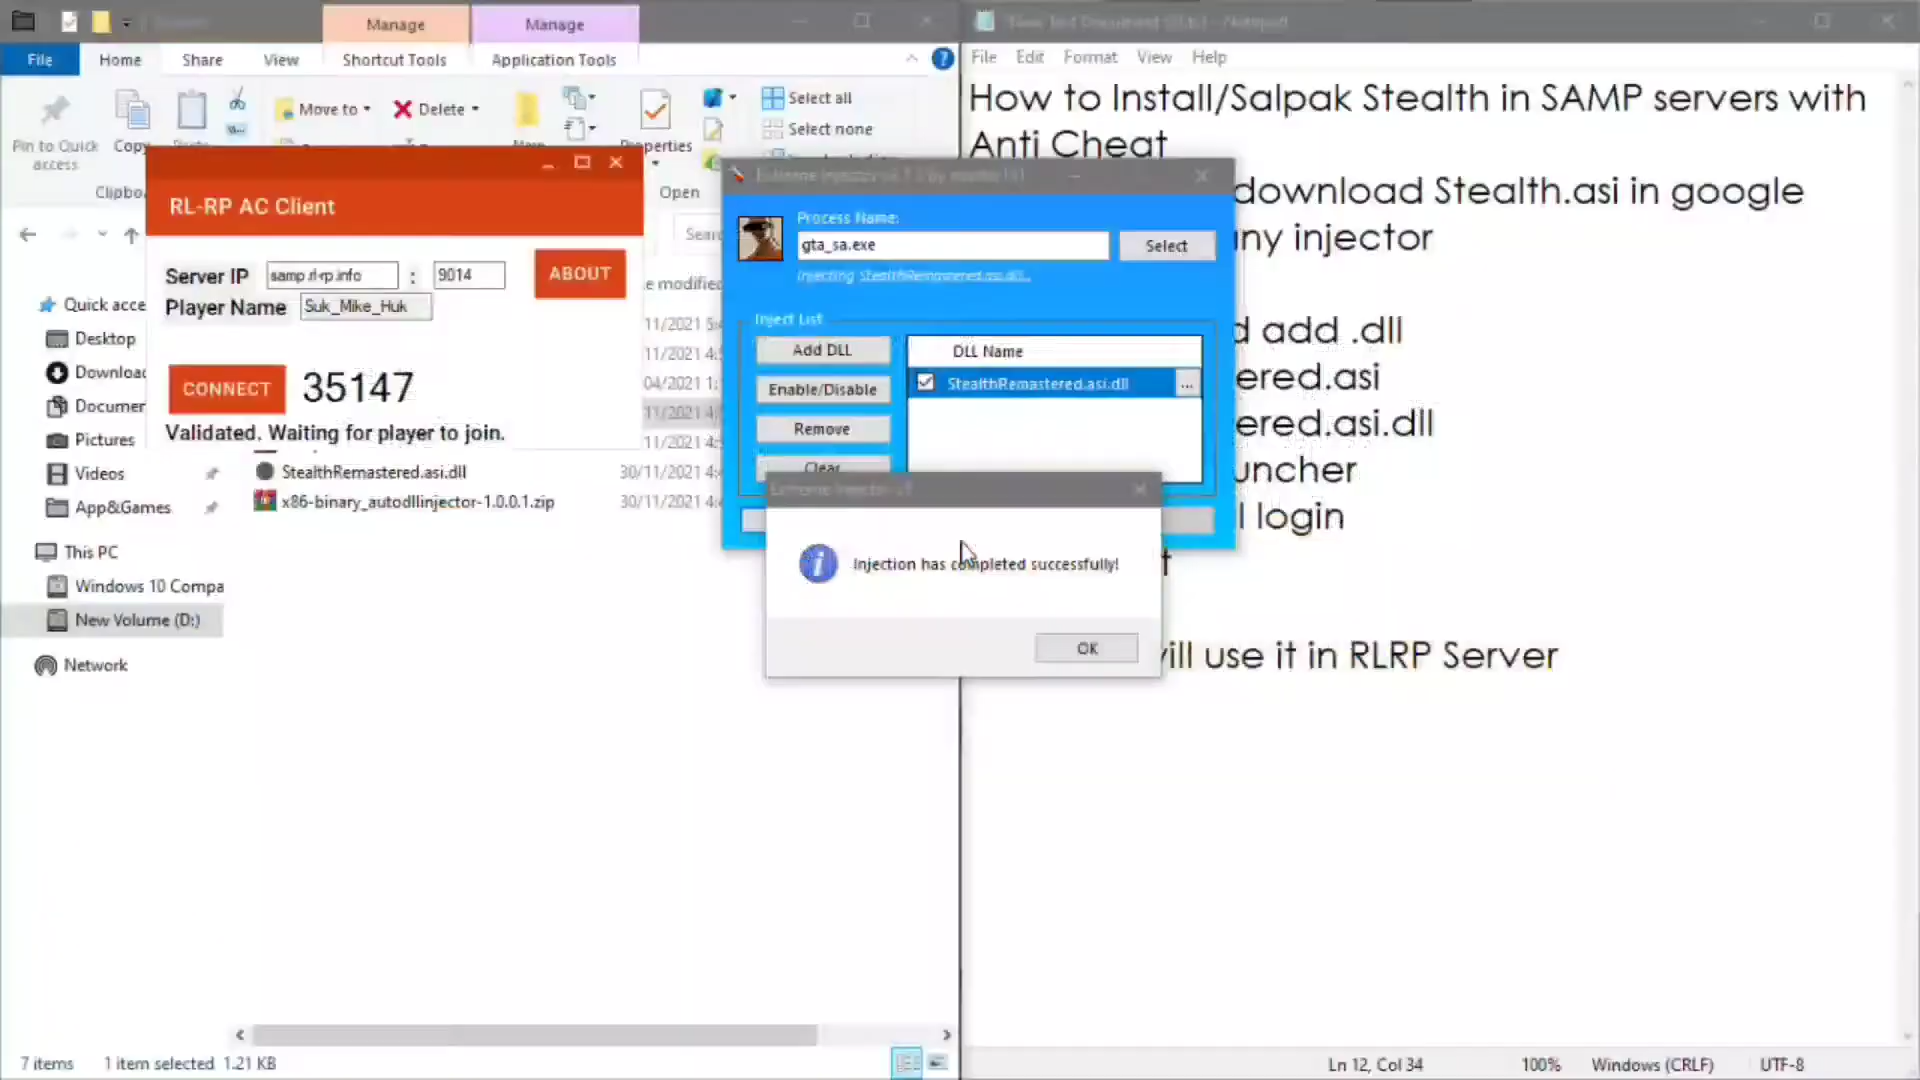 Manage
Manage
File
Home
Share
View
Shortcut Tools
Application Tools
Pin to Quick
access
Copy
Move to
Delete
Properties
Select all
Select none
Open
RL-RP AC Client
Server IP
samp.rl-rp.info
:
9014
ABOUT
Player Name
Suk_Mike_Huk
CONNECT
35147
Validated. Waiting for player to join.
Quick acce
Desktop
Downloac
Documer
Pictures
Videos
App&Games
This PC
Windows 10 Compa
New Volume (D:)
Network
StealthRemastered.asi.dll
30/11/2021 4:
x86-binary_autodllinjector-1.0.0.1.zip
30/11/2021 4:
7 items
1 item selected 1.21 KB
Process Name:
gta_sa.exe
Select
Injecting StealthRemastered.asi.dll...
Inject List
Add DLL
Enable/Disable
Remove
Clear
DLL Name
StealthRemastered.asi.dll
...
Injection has completed successfully!
OK
File
Edit
Format
View
Help
How to Install/Salpak Stealth in SAMP servers with
Anti Cheat
download Stealth.asi in google
ny injector
d add .dll
ered.asi
ered.asi.dll
uncher
l login
t
ill use it in RLRP Server
Ln 12, Col 34
100%
Windows (CRLF)
UTF-8